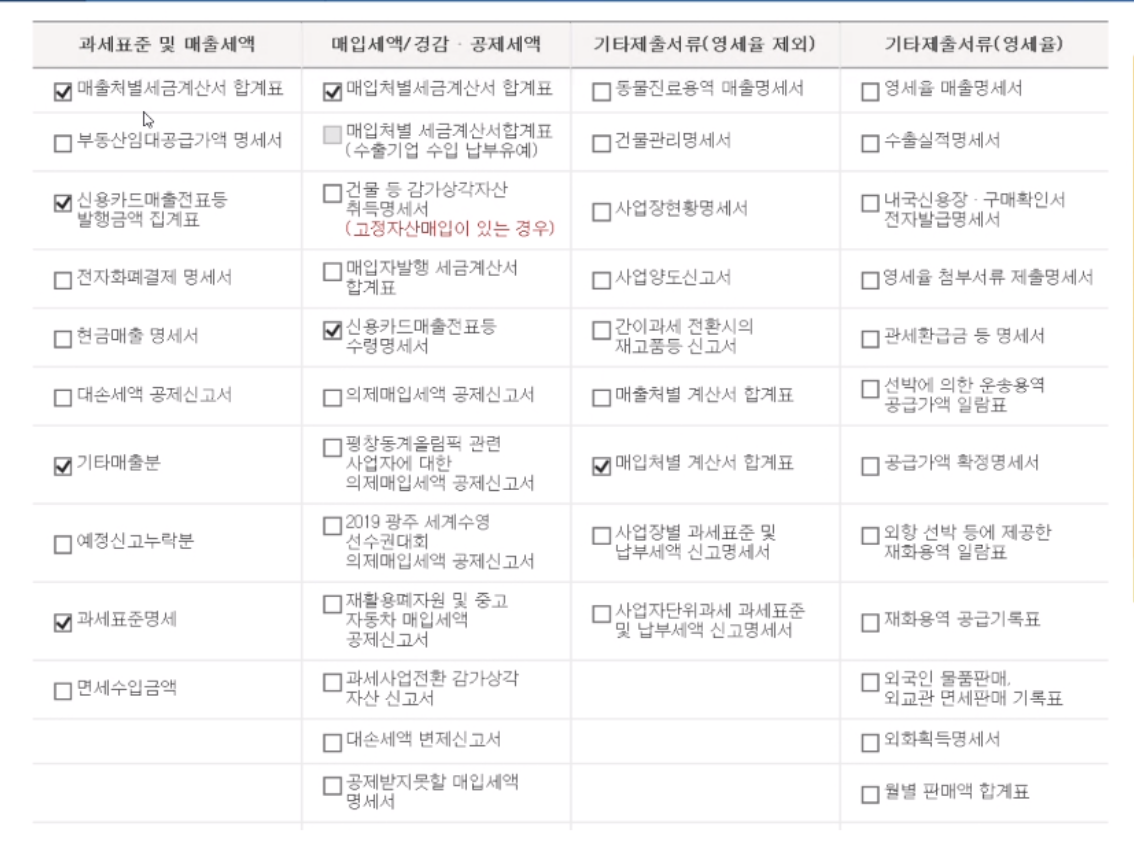 과세표준 및 매출세액
매입세액/경감 · 공제세액
기타제출서류(영세율 제외)
기타제출서류(영세율)
매출처별세금계산서 합계표
매입처별세금계산서 합계표
동물진료용역 매출명세서
영세율 매출명세서
부동산임대공급가액 명세서
매입처별 세금계산서합계표
(수출기업 수입 납부유예)
건물관리명세서
수출실적명세서
신용카드매출전표등
발행금액 집계표
건물 등 감가상각자산
취득명세서
(고정자산매입이 있는 경우)
사업장현황명세서
내국신용장 · 구매확인서
전자발급명세서
전자화폐결제 명세서
매입자발행 세금계산서
합계표
사업양도신고서
영세율 첨부서류 제출명세서
현금매출 명세서
신용카드매출전표등
수령명세서
간이과세 전환시의
재고품등 신고서
관세환급금 등 명세서
대손세액 공제신고서
의제매입세액 공제신고서
매출처별 계산서 합계표
선박에 의한 운송용역
공급가액 일람표
기타매출분
평창동계올림픽 관련
사업자에 대한
의제매입세액 공제신고서
매입처별 계산서 합계표
공급가액 확정명세서
예정신고누락분
2019 광주 세계수영
선수권대회
의제매입세액 공제신고서
사업장별 과세표준 및
납부세액 신고명세서
외항 선박 등에 제공한
재화용역 일람표
과세표준명세
재활용폐자원 및 중고
자동차 매입세액
공제신고서
사업자단위과세 과세표준
및 납부세액 신고명세서
재화용역 공급기록표
면세수입금액
과세사업전환 감가상각
자산 신고서
외국인 물품판매,
외교관 면세판매 기록표
대손세액 변제신고서
외화획득명세서
공제받지못할 매입세액
명세서
월별 판매액 합계표